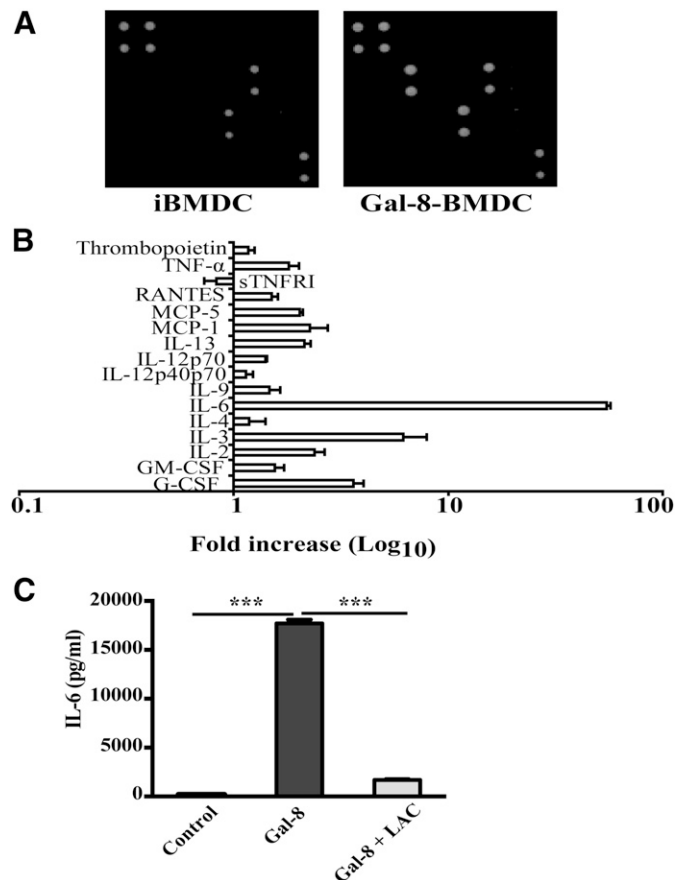 A
iBMDC
Gal-8-BMDC
B
Thrombopoietin
TNF-α
sTNFRI
RANTES
MCP-5
MCP-1
IL-13
IL-12p70
IL-12p40p70
IL-9
IL-6
IL-4
IL-3
IL-2
GM-CSF
G-CSF
0.1 1 10 100
Fold increase (Log10)
C
*** ***
20000
15000
10000
5000
0
IL-6 (pg/ml)
Control
Gal-8
Gal-8 + LAC